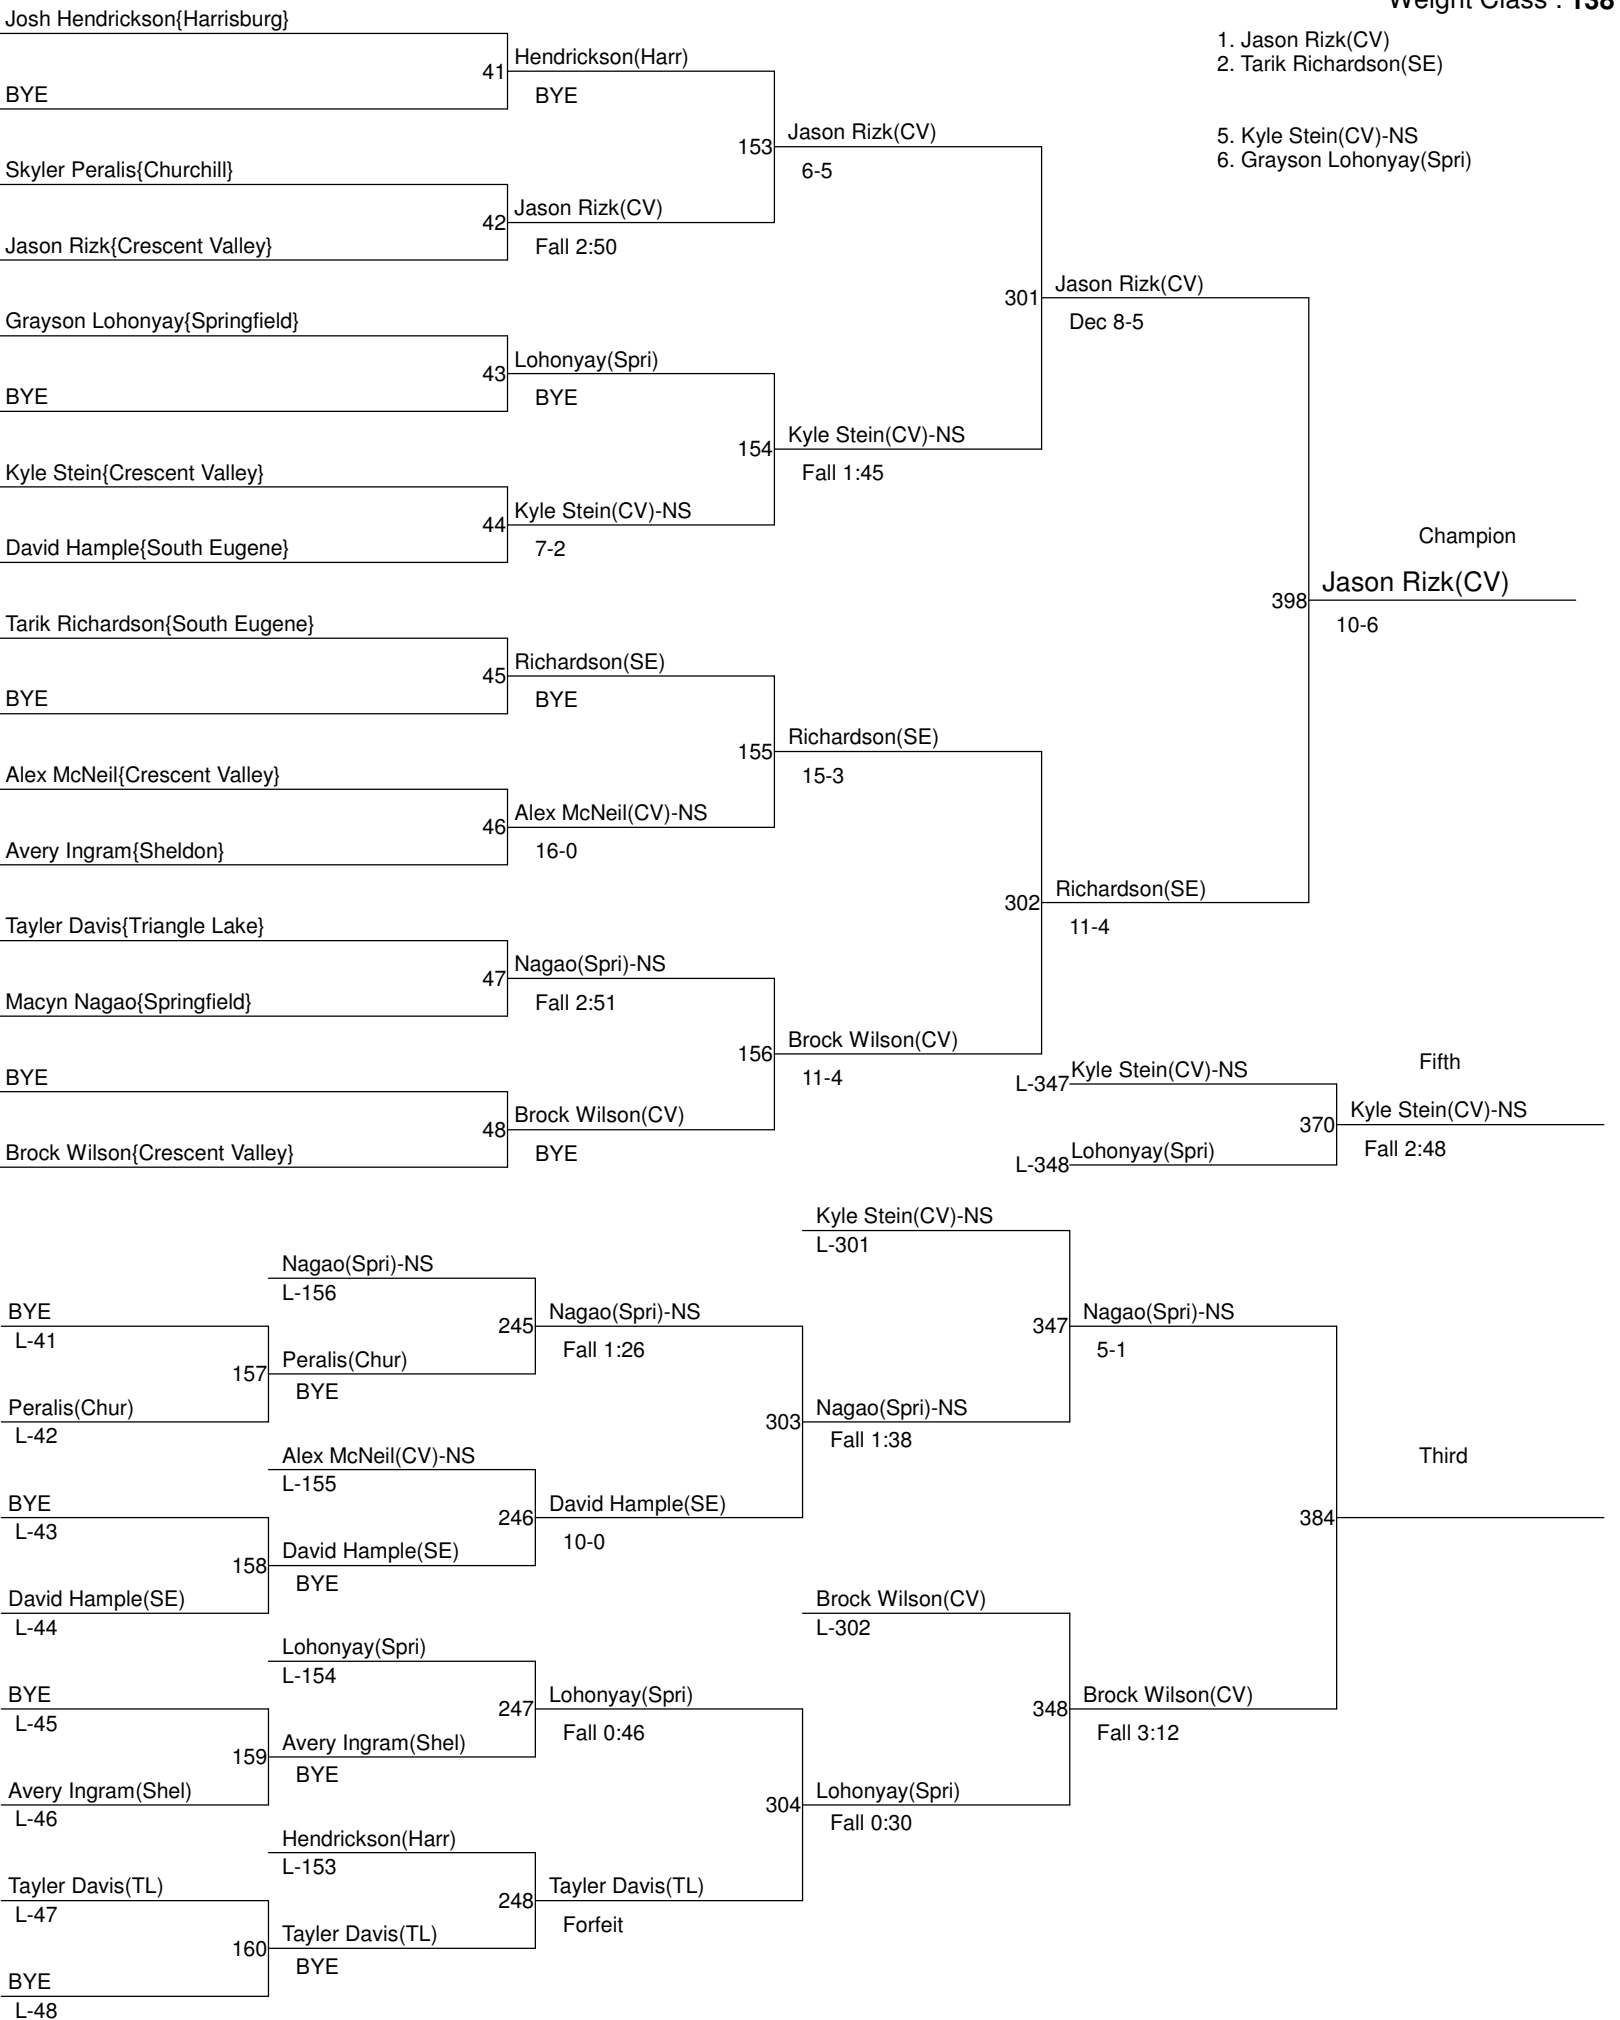 Weight Class : 138
1. Jason Rizk(CV)
2. Tarik Richardson(SE)
5. Kyle Stein(CV)-NS
6. Grayson Lohonyay(Spri)
Josh Hendrickson{Harrisburg}
41
Hendrickson(Harr)
BYE
BYE
153
Jason Rizk(CV)
6-5
Skyler Peralis{Churchill}
42
Jason Rizk(CV)
Jason Rizk{Crescent Valley}
Fall 2:50
301
Jason Rizk(CV)
Dec 8-5
Grayson Lohonyay{Springfield}
43
Lohonyay(Spri)
BYE
BYE
154
Kyle Stein(CV)-NS
Fall 1:45
Kyle Stein{Crescent Valley}
44
Kyle Stein(CV)-NS
David Hample{South Eugene}
7-2
Champion
398
Jason Rizk(CV)
10-6
Tarik Richardson{South Eugene}
45
Richardson(SE)
BYE
BYE
155
Richardson(SE)
15-3
Alex McNeil{Crescent Valley}
46
Alex McNeil(CV)-NS
Avery Ingram{Sheldon}
16-0
302
Richardson(SE)
11-4
Tayler Davis{Triangle Lake}
47
Nagao(Spri)-NS
Macyn Nagao{Springfield}
Fall 2:51
156
Brock Wilson(CV)
11-4
BYE
48
Brock Wilson(CV)
Brock Wilson{Crescent Valley}
BYE
Fifth
L-347
Kyle Stein(CV)-NS
370
Kyle Stein(CV)-NS
Fall 2:48
L-348
Lohonyay(Spri)
Kyle Stein(CV)-NS
L-301
Nagao(Spri)-NS
L-156
BYE
L-41
245
Nagao(Spri)-NS
Fall 1:26
347
Nagao(Spri)-NS
5-1
157
Peralis(Chur)
BYE
Peralis(Chur)
L-42
303
Nagao(Spri)-NS
Fall 1:38
Alex McNeil(CV)-NS
L-155
Third
BYE
L-43
246
David Hample(SE)
10-0
384
158
David Hample(SE)
BYE
David Hample(SE)
L-44
Brock Wilson(CV)
L-302
Lohonyay(Spri)
L-154
BYE
L-45
247
Lohonyay(Spri)
Fall 0:46
348
Brock Wilson(CV)
Fall 3:12
159
Avery Ingram(Shel)
BYE
Avery Ingram(Shel)
L-46
304
Lohonyay(Spri)
Fall 0:30
Hendrickson(Harr)
L-153
Tayler Davis(TL)
L-47
248
Tayler Davis(TL)
Forfeit
160
Tayler Davis(TL)
BYE
BYE
L-48